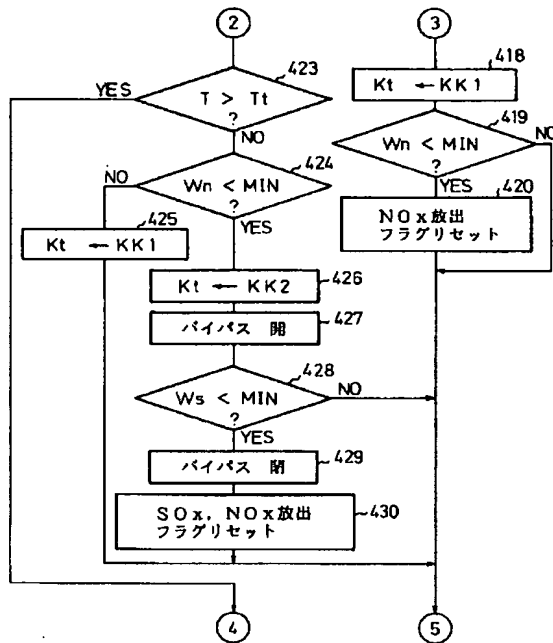 2
3
423
418
YES
T > Tt
?
NO
Kt ← KK1
419
NO
Wn < MIN
?
YES
420
NOx放出
フラグリセット
424
NO
Wn < MIN
?
YES
425
Kt ← KK1
Kt ← KK2
426
バイパス 開
427
428
Ws < MIN
?
NO
YES
バイパス 閉
429
SOx, NOx放出
フラグリセット
430
4
5